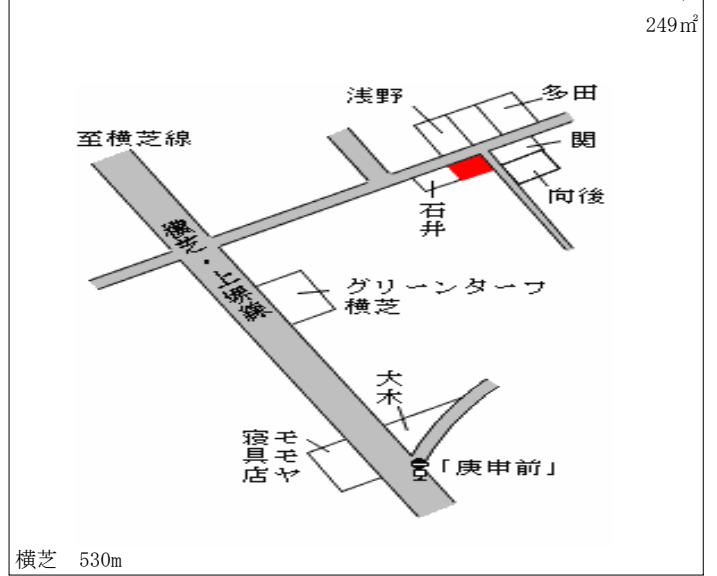 249㎡
浅野
多田
至横芝線
関
向後
石井
横芝・上堺線
グリーンターフ
横芝
大木
寝具店
モモヤ
「庚申前」
横芝 530m